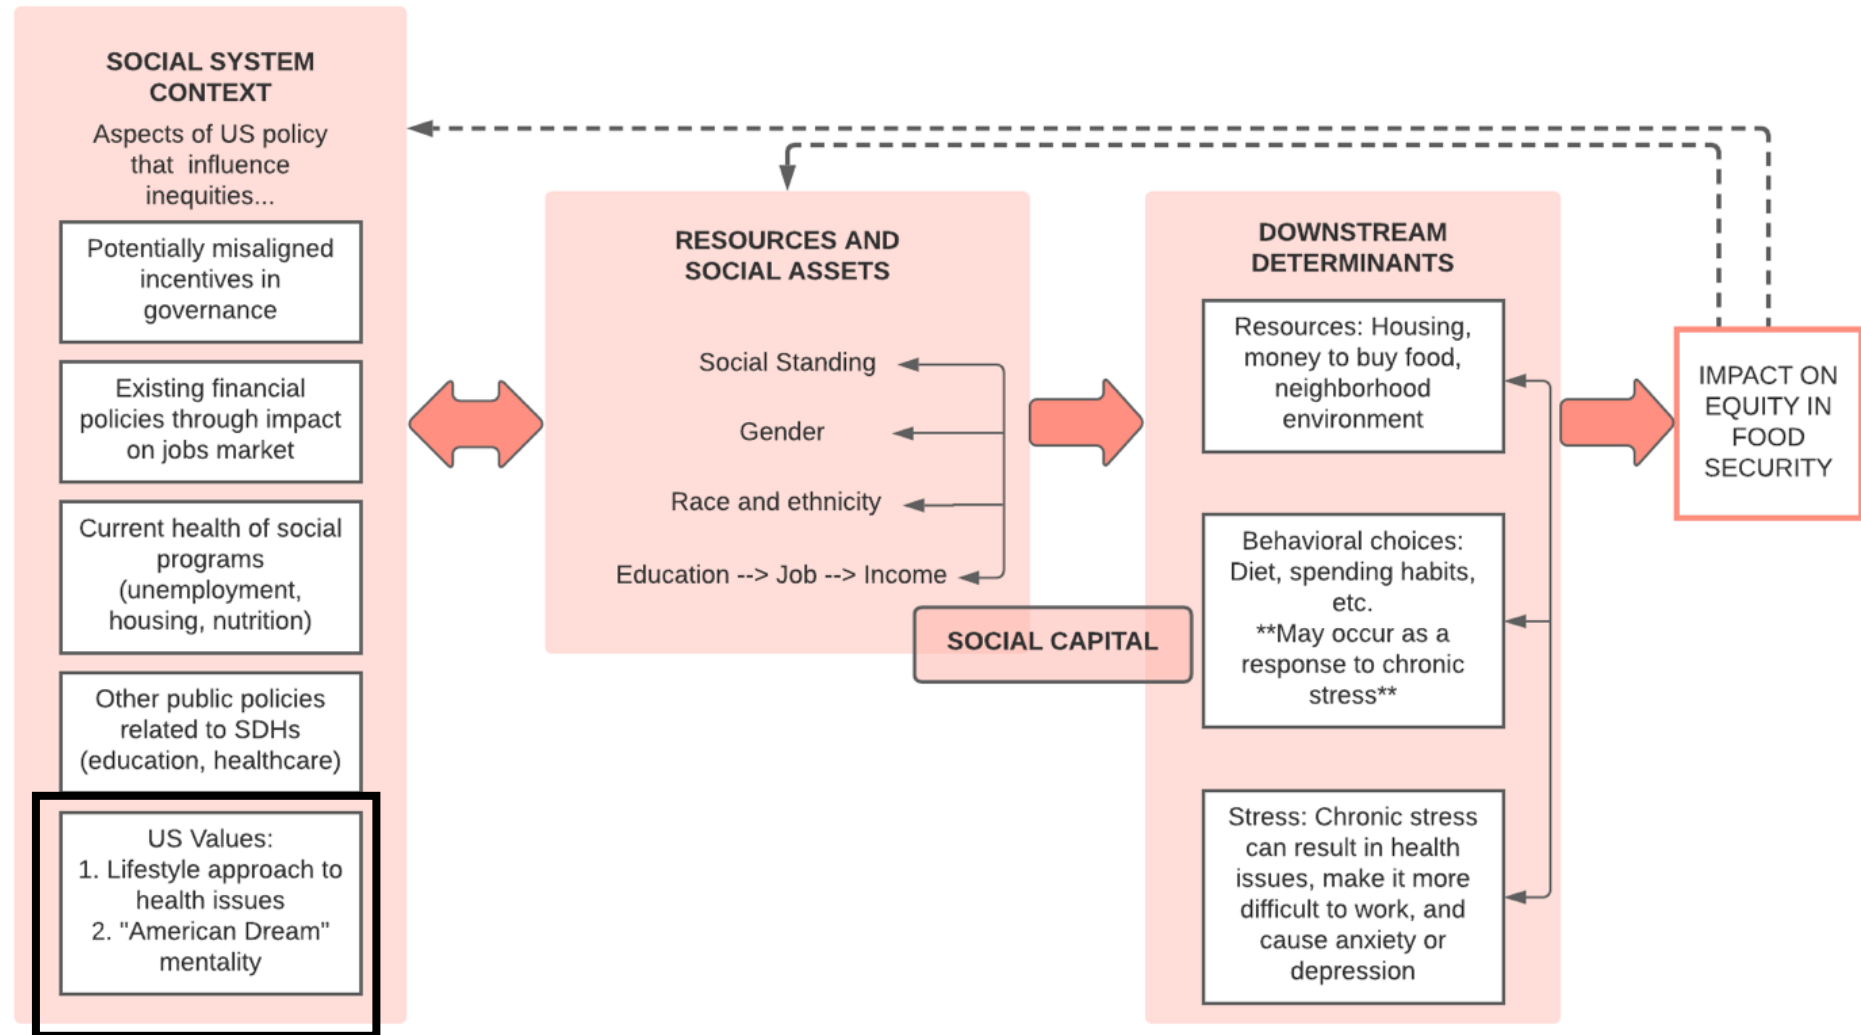 SOCIAL SYSTEM
CONTEXT
Aspects of US policy
that influence
inequities...
Potentially misaligned
incentives in
governance
Existing financial
policies through impact
on jobs market
Current health of social
programs
(unemployment,
housing, nutrition)
Other public policies
related to SDHs
(education, healthcare)
US Values:
1. Lifestyle approach to
health issues
2. "American Dream"
mentality
RESOURCES AND
SOCIAL ASSETS
Social Standing
Gender
Race and ethnicity
Education --> Job --> Income
SOCIAL CAPITAL
DOWNSTREAM
DETERMINANTS
Resources: Housing,
money to buy food,
neighborhood
environment
Behavioral choices:
Diet, spending habits,
etc.
**May occur as a
response to chronic
stress**
Stress: Chronic stress
can result in health
issues, make it more
difficult to work, and
cause anxiety or
depression
IMPACT ON
EQUITY IN
FOOD
SECURITY